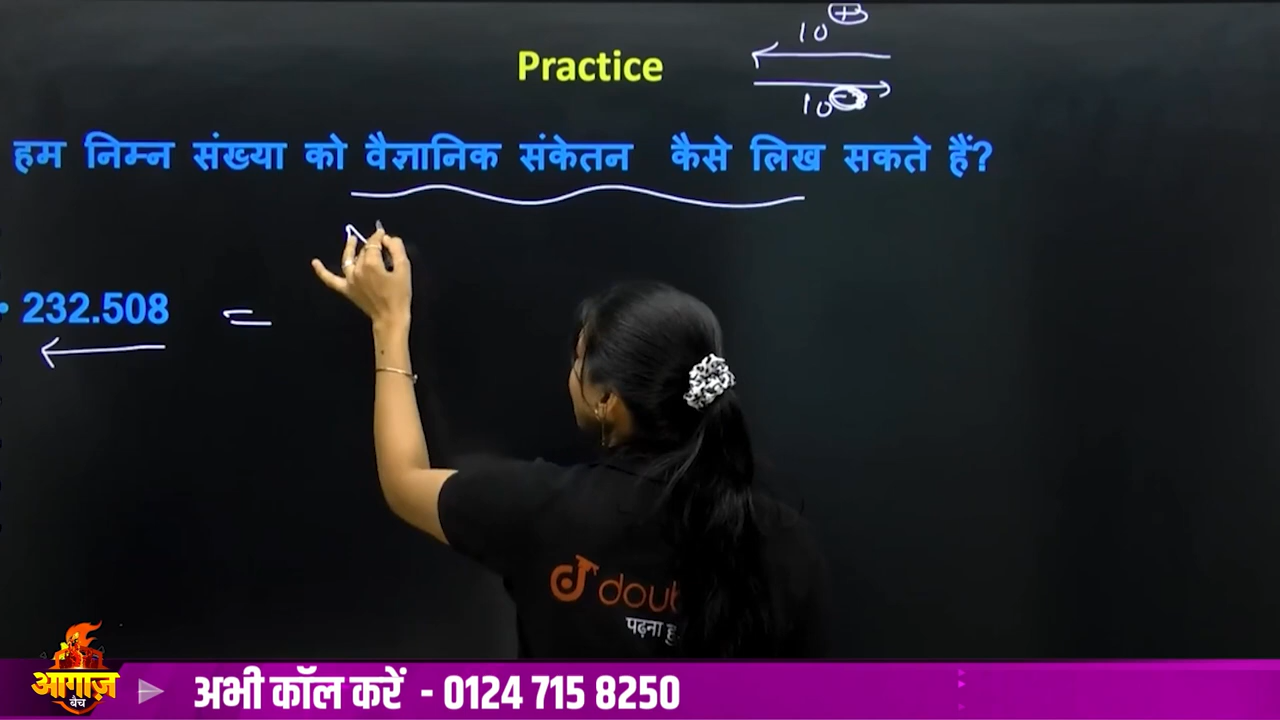 10⊕
Practice
10⊖
हम निम्न संख्या को वैज्ञानिक संकेतन कैसे लिख सकते हैं?
• 232.508 =
doubt
पढ़ना हु
आगाज़
बैच
अभी कॉल करें - 0124 715 8250